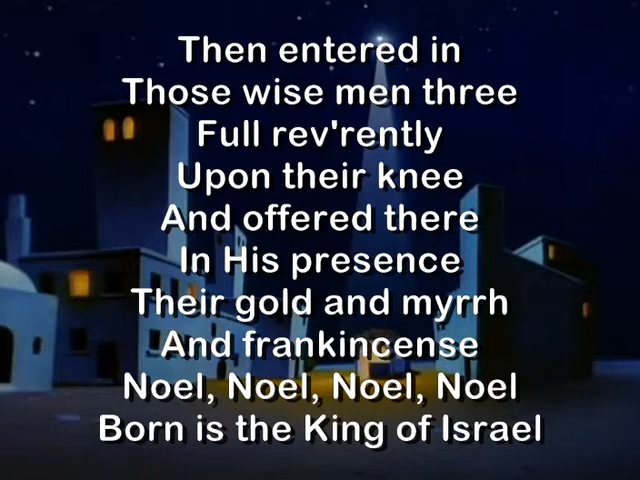 Then entered in
Those wise men three
Full rev'rently
Upon their knee
And offered there
In His presence
Their gold and myrrh
And frankincense
Noel, Noel, Noel, Noel
Born is the King of Israel